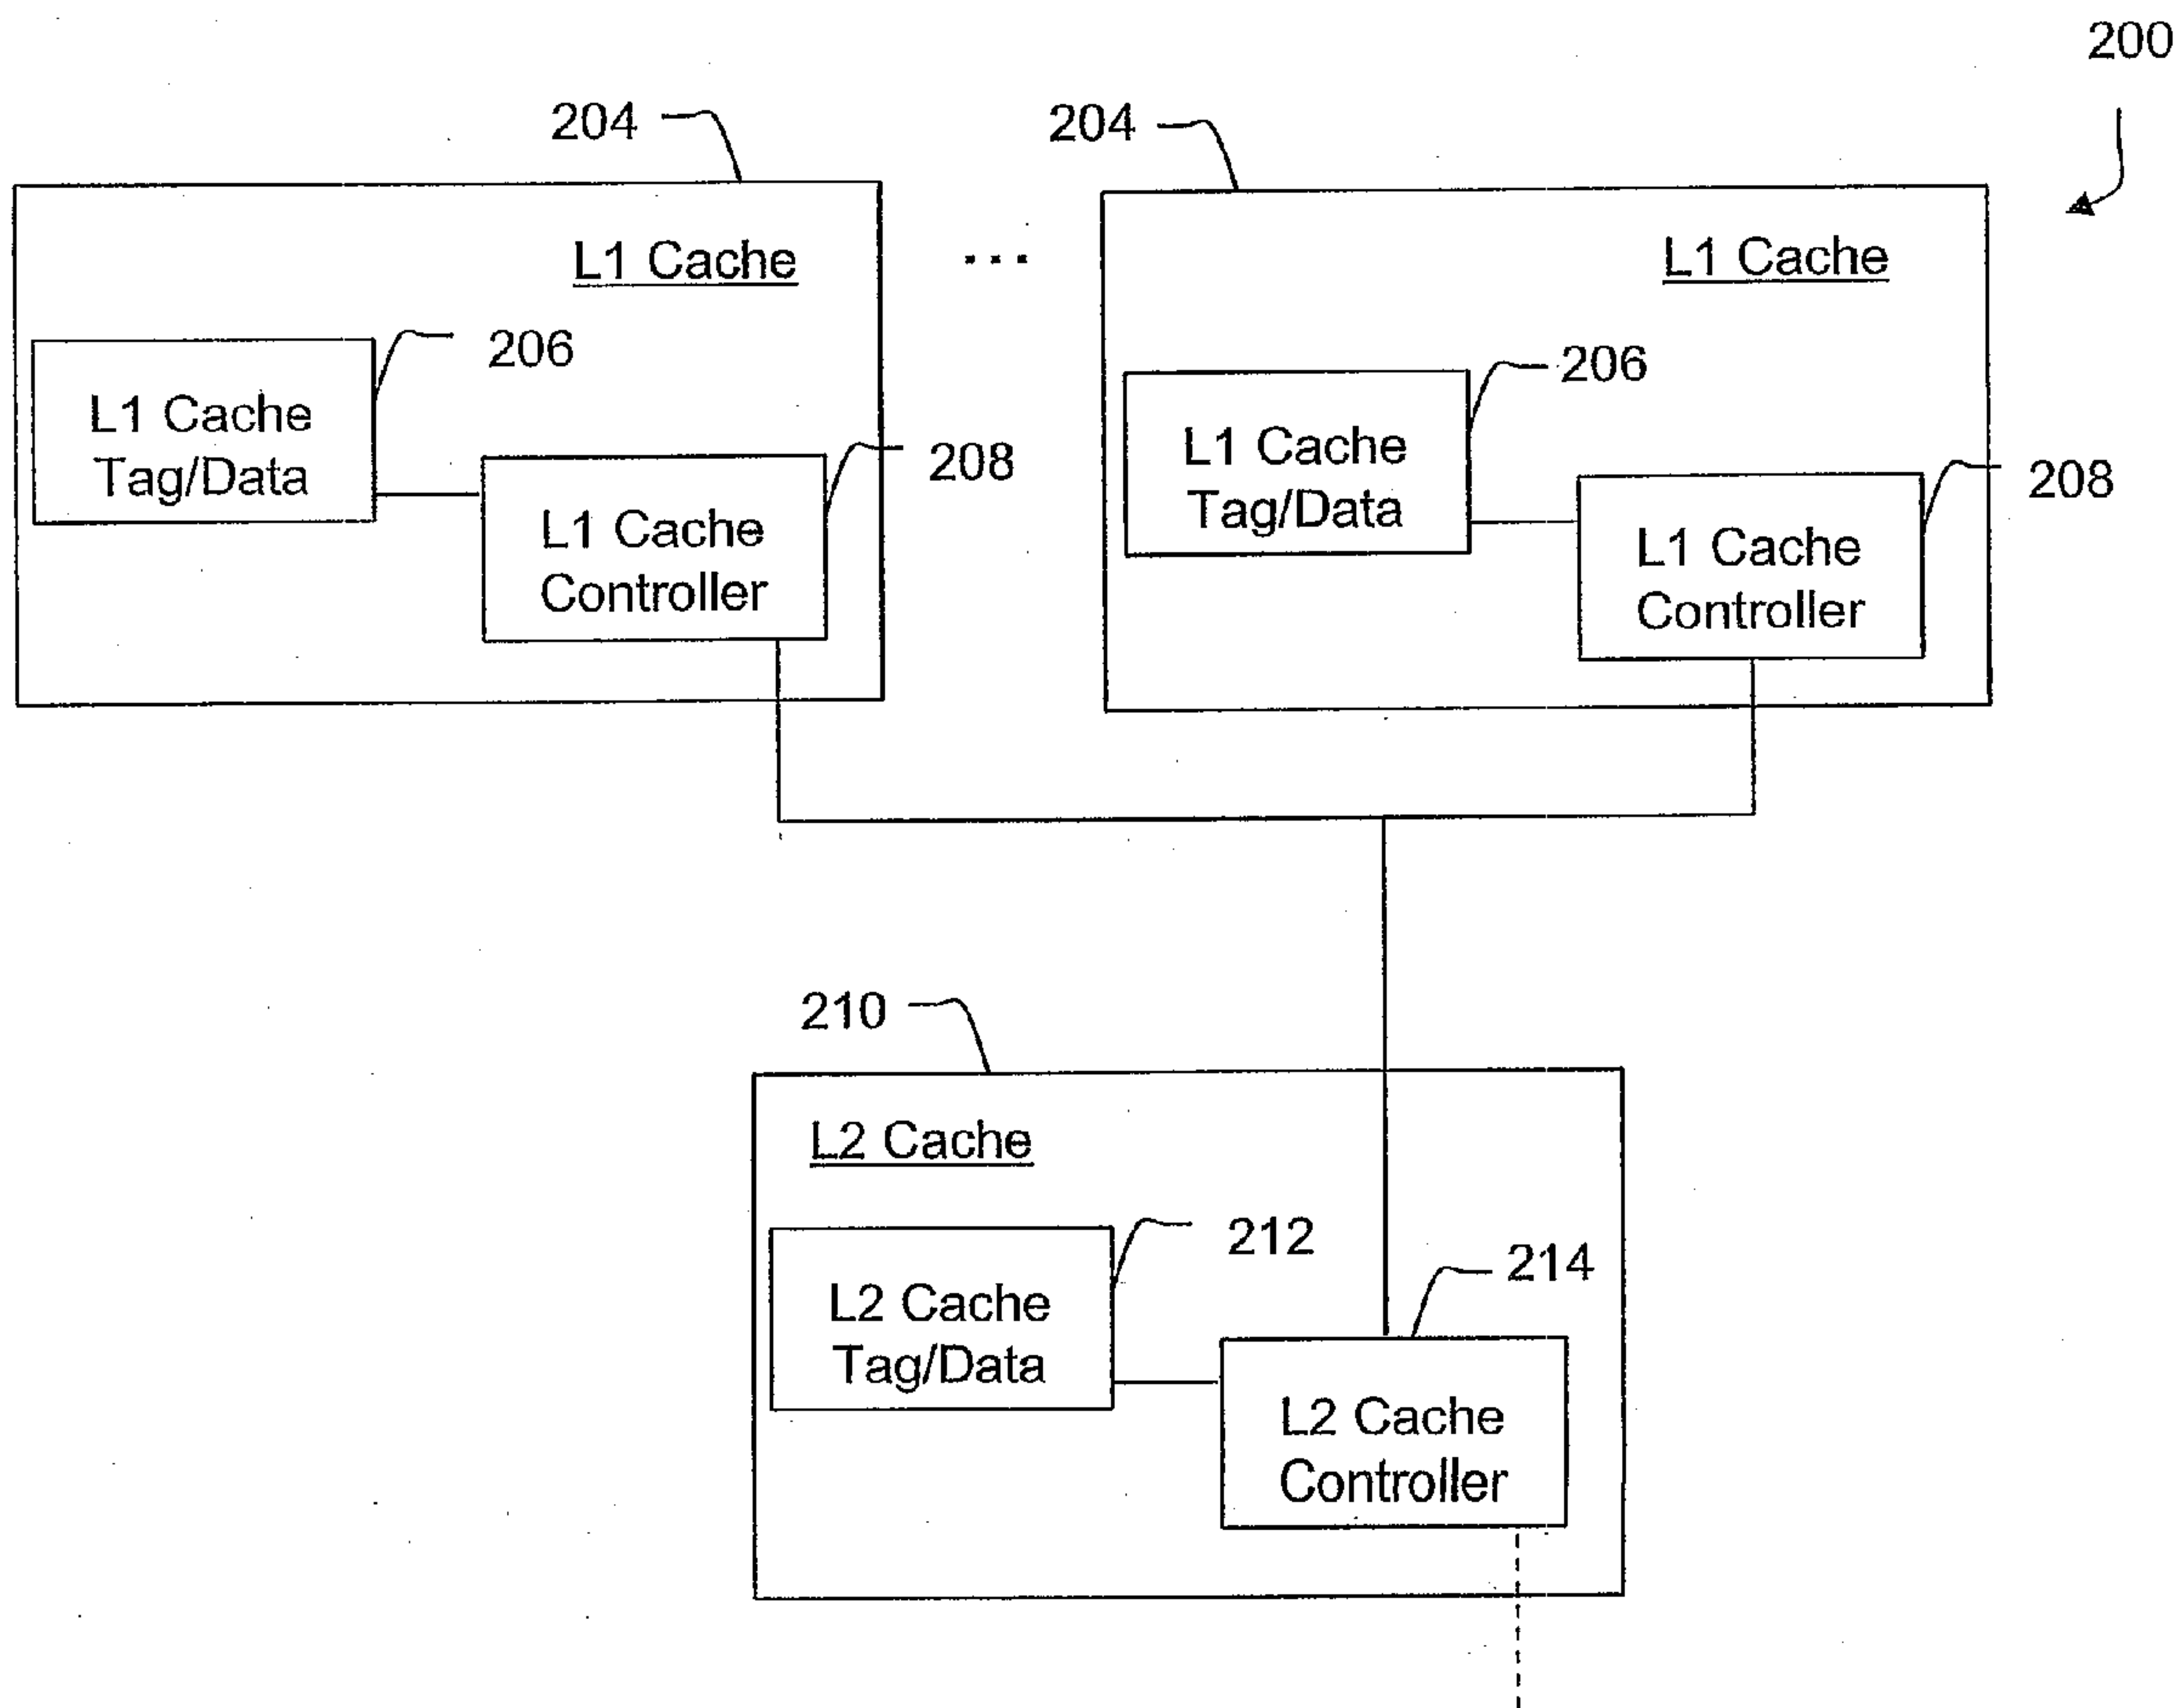 200
204
204
L1 Cache
...
L1 Cache
206
L1 Cache
Tag/Data
208
L1 Cache
Controller
206
L1 Cache
Tag/Data
208
L1 Cache
Controller
210
L2 Cache
212
L2 Cache
Tag/Data
214
L2 Cache
Controller